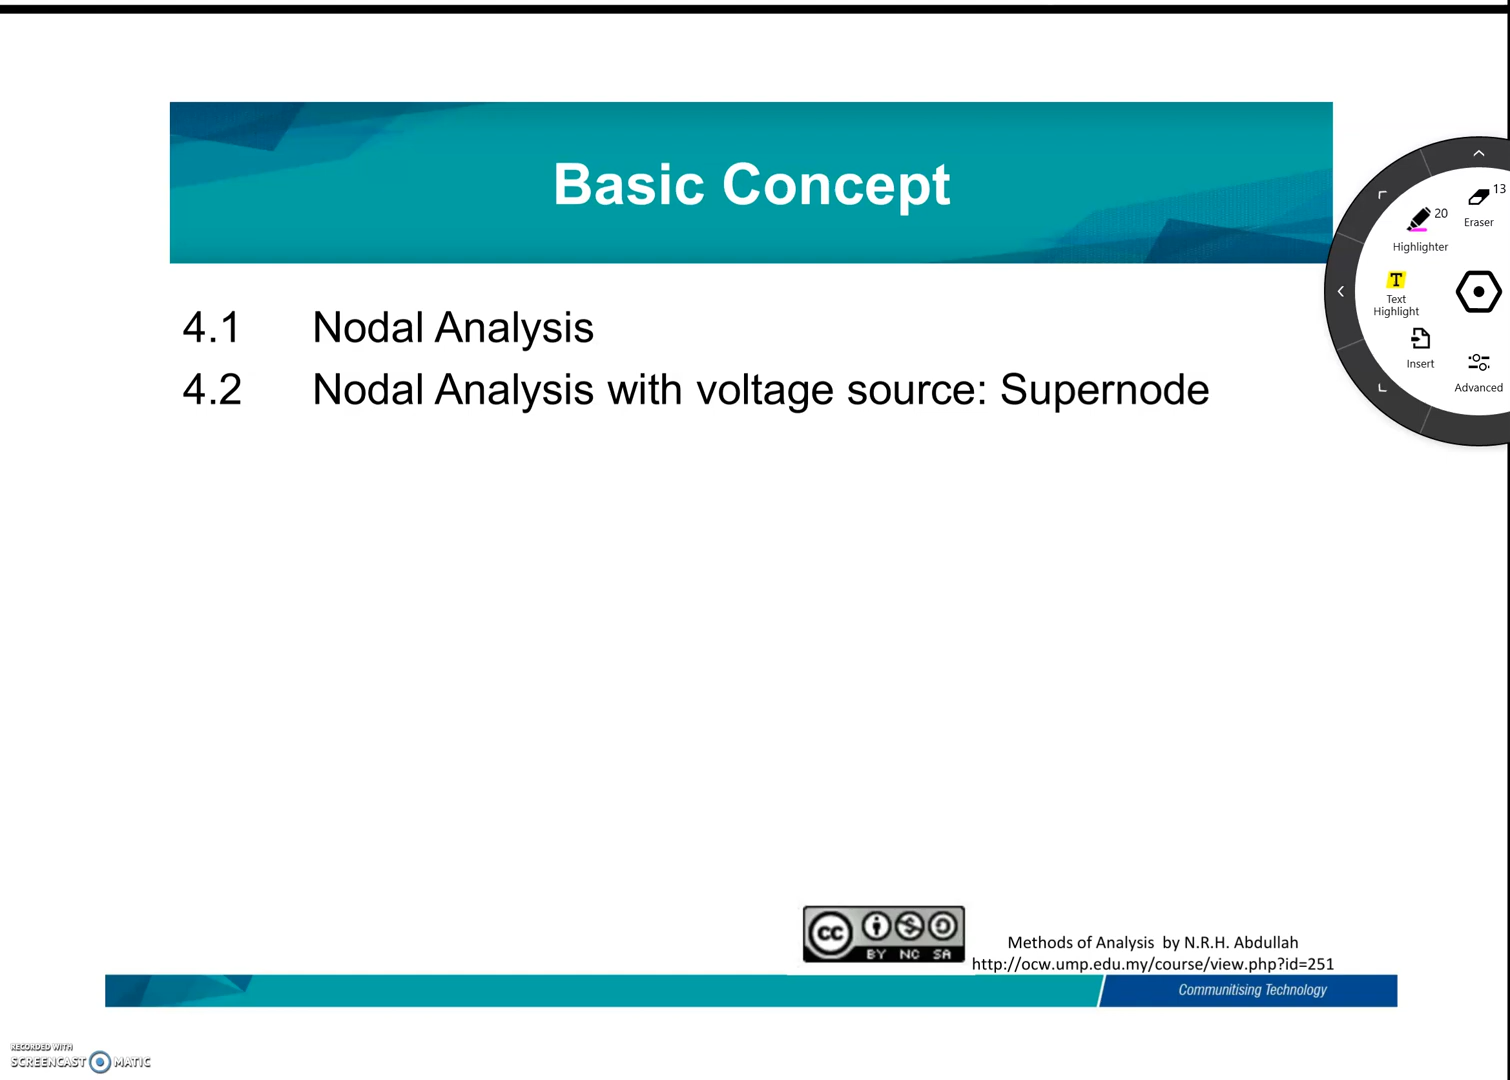 Basic Concept
4.1 Nodal Analysis
4.2 Nodal Analysis with voltage source: Supernode
13
Eraser
20
Highlighter
T
Text
Highlight
Insert
Advanced
cc
BY NC SA
Methods of Analysis by N.R.H. Abdullah
http://ocw.ump.edu.my/course/view.php?id=251
Communitising Technology
RECORDED WITH
SCREENCAST MATIC